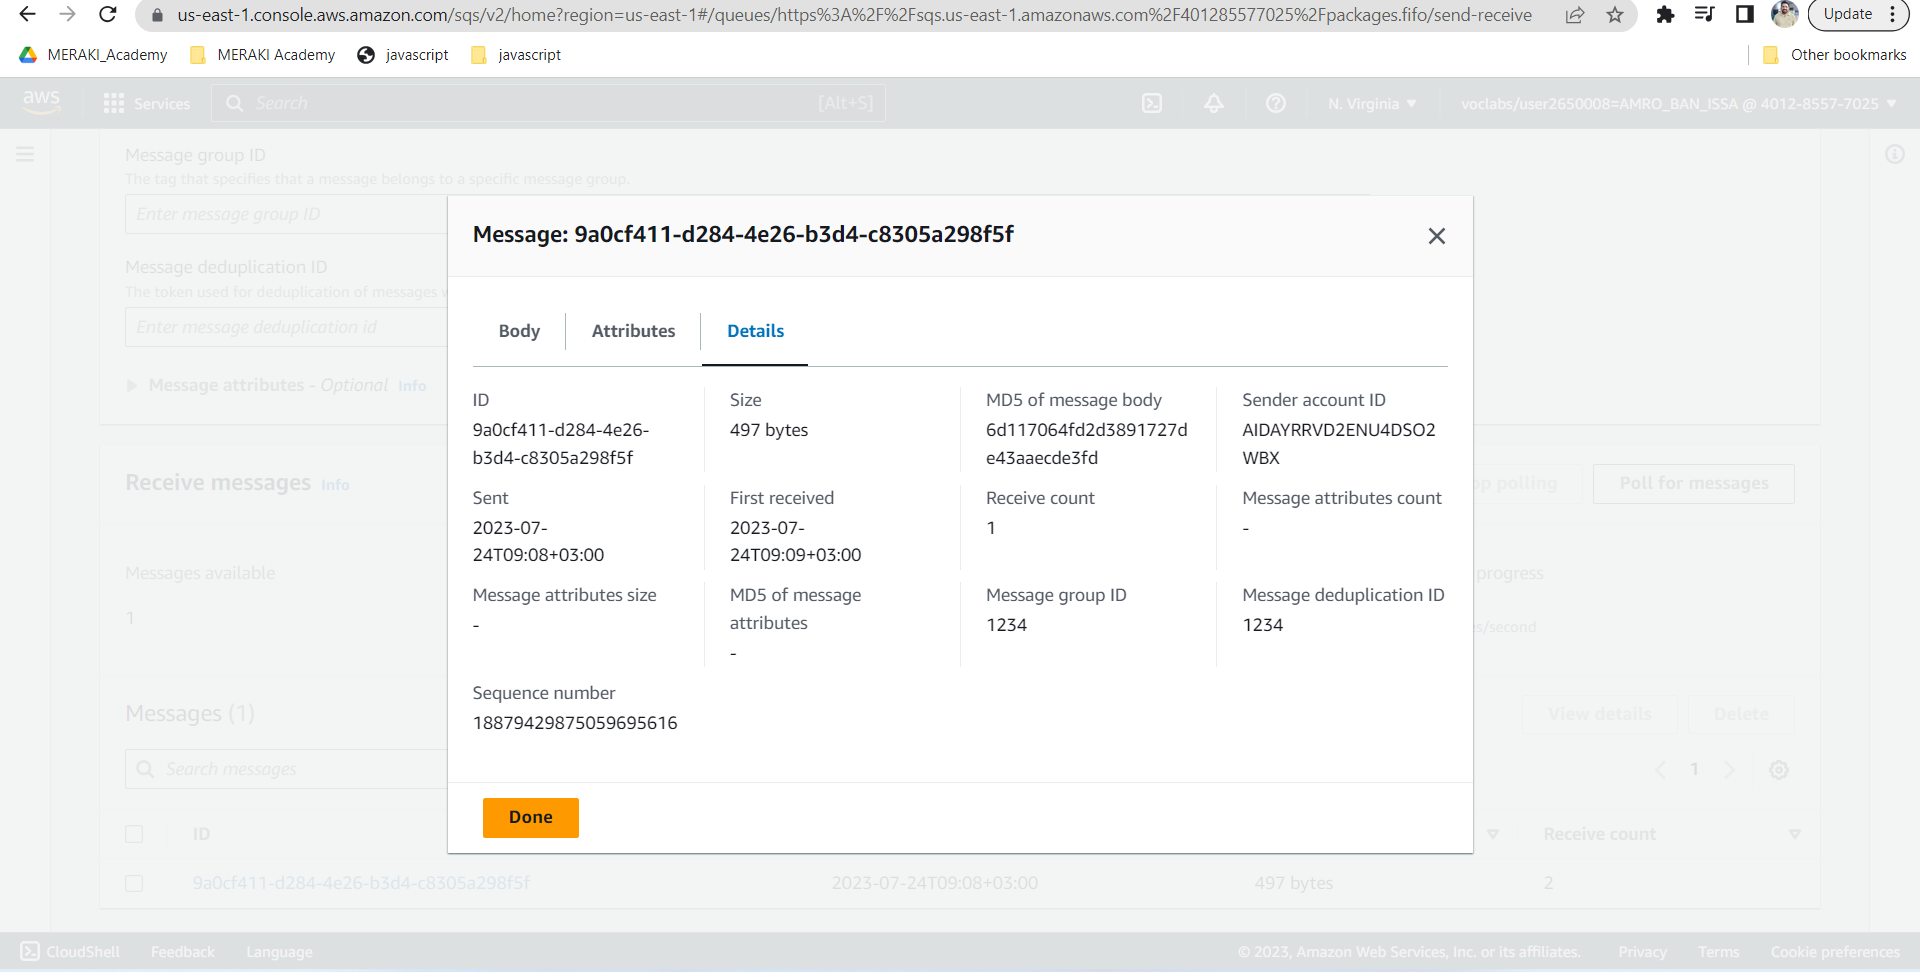 us-east-1.console.aws.amazon.com/sqs/v2/home?region=us-east-1#/queues/https%3A%2F%2Fsqs.us-east-1.amazonaws.com%2F401285577025%2Fpackages.fifo/send-receive
Update
MERAKI_Academy
MERAKI Academy
javascript
javascript
Other bookmarks
aws
Services
Search
[Alt+S]
N. Virginia
voclabs/user2650008=AMRO_BAN_ISSA @ 4012-8557-7025
Message group ID
The tag that specifies that a message belongs to a specific message group.
Enter message group ID
Message deduplication ID
The token used for deduplication of messages
Enter message deduplication id
Message attributes - Optional Info
Receive messages Info
polling
Poll for messages
Messages available
1
progress
/second
Messages (1)
View details
Delete
Search messages
1
ID
Receive count
9a0cf411-d284-4e26-b3d4-c8305a298f5f
2023-07-24T09:08+03:00
497 bytes
2
Message: 9a0cf411-d284-4e26-b3d4-c8305a298f5f
Body
Attributes
Details
ID
9a0cf411-d284-4e26-
b3d4-c8305a298f5f
Size
497 bytes
MD5 of message body
6d117064fd2d3891727d
e43aaecde3fd
Sender account ID
AIDAYRRVD2ENU4DSO2
WBX
Sent
2023-07-
24T09:08+03:00
First received
2023-07-
24T09:09+03:00
Receive count
1
Message attributes count
-
Message attributes size
-
MD5 of message
attributes
-
Message group ID
1234
Message deduplication ID
1234
Sequence number
18879429875059695616
Done
CloudShell
Feedback
Language
© 2023, Amazon Web Services, Inc. or its affiliates.
Privacy
Terms
Cookie preferences